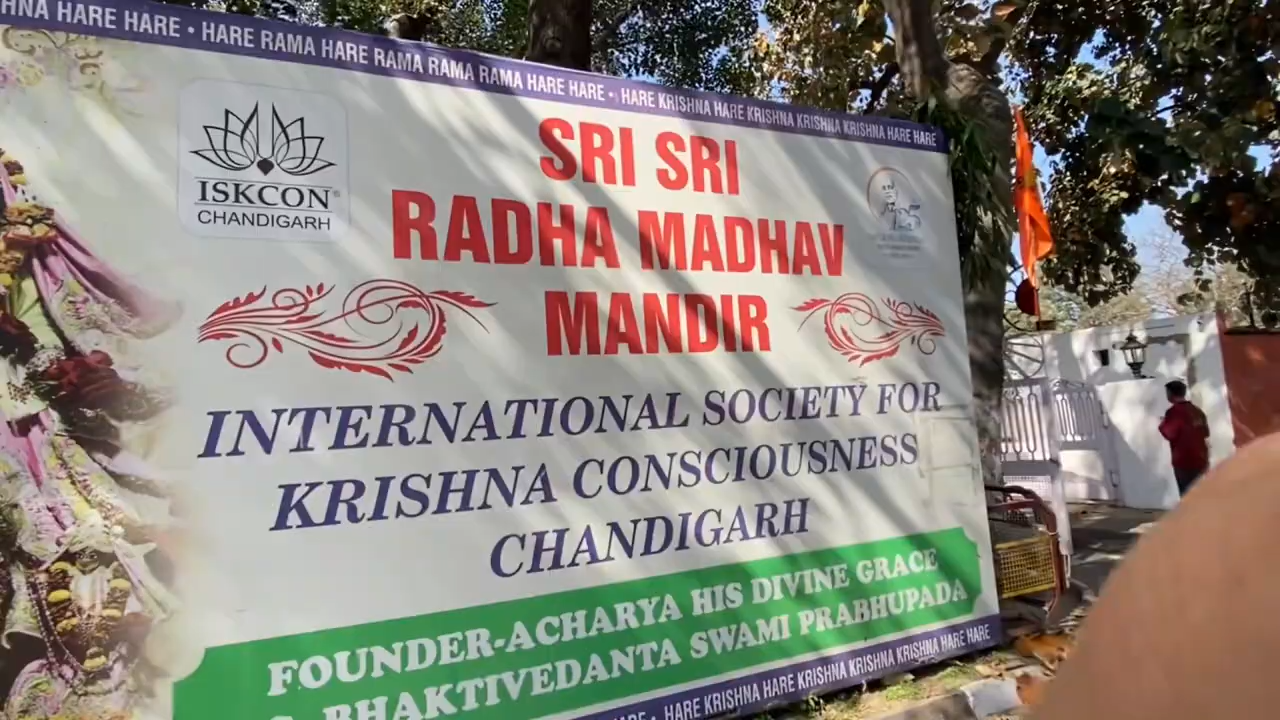 HARE HARE • HARE RAMA HARE RAMA RAMA RAMA HARE HARE • HARE KRISHNA HARE KRISHNA KRISHNA KRISHNA HARE HARE
ISKCON®
CHANDIGARH
SRI SRI
RADHA MADHAV
MANDIR
INTERNATIONAL SOCIETY FOR
KRISHNA CONSCIOUSNESS
CHANDIGARH
FOUNDER-ACHARYA HIS DIVINE GRACE
BHAKTIVEDANTA SWAMI PRABHUPADA
• HARE KRISHNA HARE KRISHNA KRISHNA KRISHNA HARE HARE